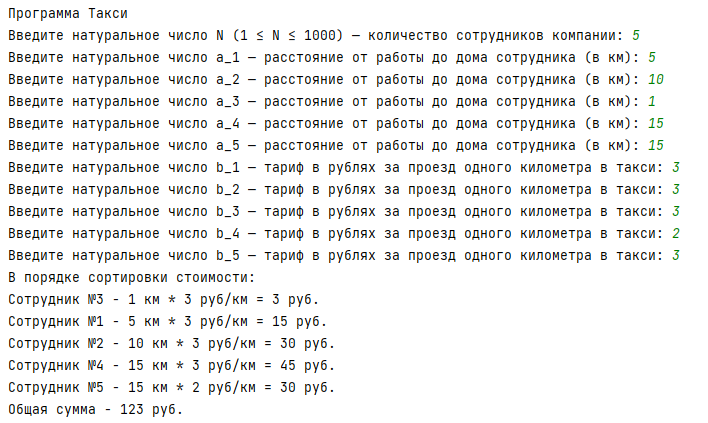 Программа Такси
Введите натуральное число N (1 ≤ N ≤ 1000) — количество сотрудников компании: 5
Введите натуральное число a_1 — расстояние от работы до дома сотрудника (в км): 5
Введите натуральное число a_2 — расстояние от работы до дома сотрудника (в км): 10
Введите натуральное число a_3 — расстояние от работы до дома сотрудника (в км): 1
Введите натуральное число a_4 — расстояние от работы до дома сотрудника (в км): 15
Введите натуральное число a_5 — расстояние от работы до дома сотрудника (в км): 15
Введите натуральное число b_1 — тариф в рублях за проезд одного километра в такси: 3
Введите натуральное число b_2 — тариф в рублях за проезд одного километра в такси: 3
Введите натуральное число b_3 — тариф в рублях за проезд одного километра в такси: 3
Введите натуральное число b_4 — тариф в рублях за проезд одного километра в такси: 2
Введите натуральное число b_5 — тариф в рублях за проезд одного километра в такси: 3
В порядке сортировки стоимости:
Сотрудник №3 - 1 км * 3 руб/км = 3 руб.
Сотрудник №1 - 5 км * 3 руб/км = 15 руб.
Сотрудник №2 - 10 км * 3 руб/км = 30 руб.
Сотрудник №4 - 15 км * 3 руб/км = 45 руб.
Сотрудник №5 - 15 км * 2 руб/км = 30 руб.
Общая сумма - 123 руб.